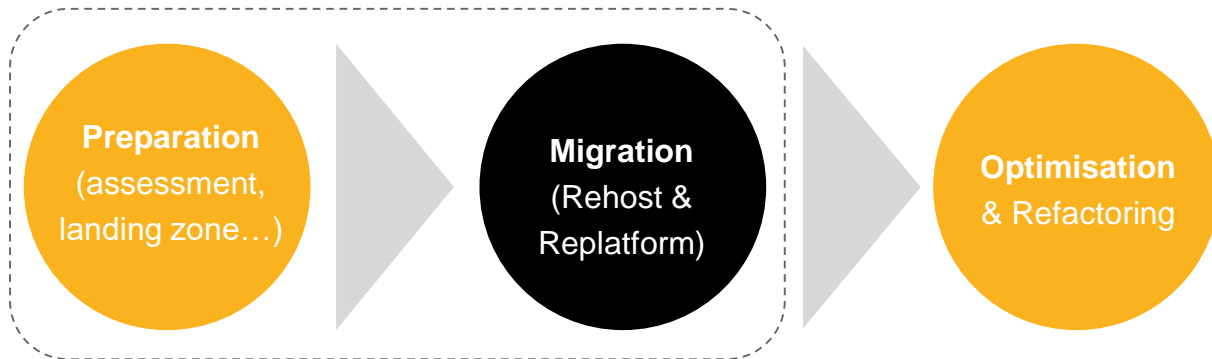 Preparation
(assessment,
landing zone…)
Migration
(Rehost &
Replatform)
Optimisation
& Refactoring